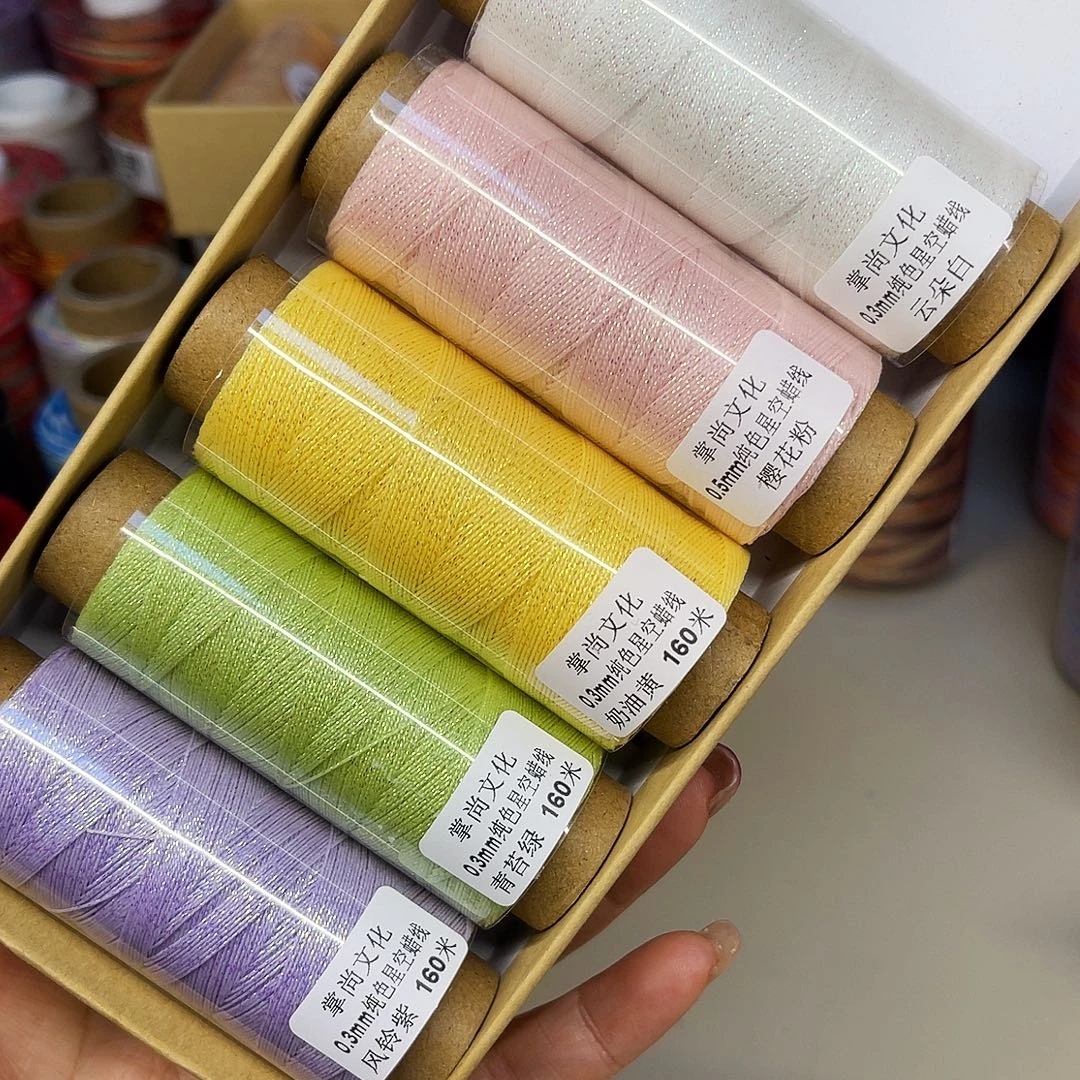 掌尚文化
0.3mm纯色星空蜡线
云朵白
掌尚文化
0.5mm纯色星空蜡线
樱花粉
掌尚文化
0.3mm纯色星空蜡线
奶油黄 160米
掌尚文化
0.3mm纯色星空蜡线
青苔绿 160米
掌尚文化
0.3mm纯色星空蜡线
风铃紫 160米